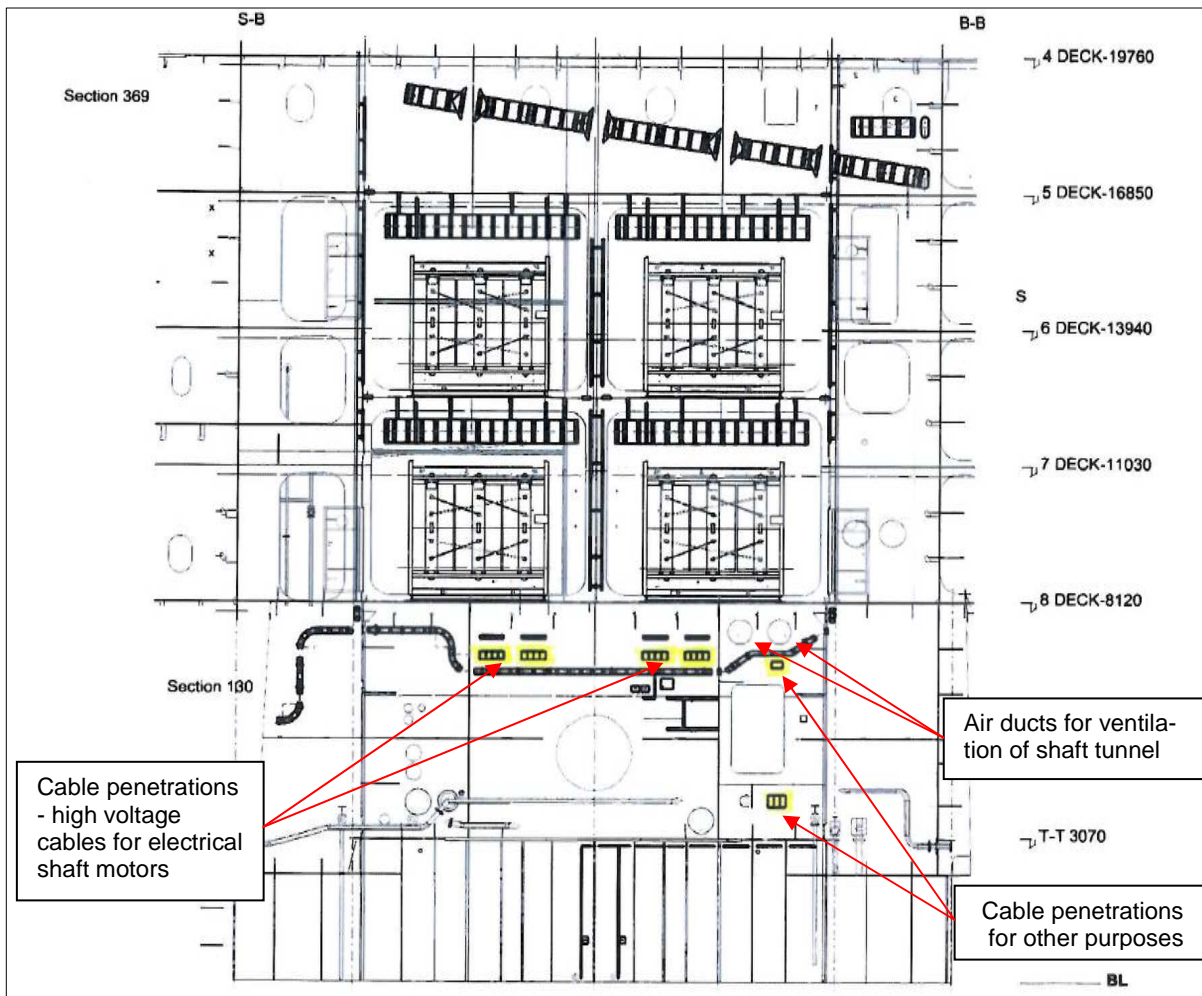 S-B
B-B
4 DECK-19760
Section 369
5 DECK-16850
S
6 DECK-13940
7 DECK-11030
8 DECK-8120
Section 130
Air ducts for ventila-
tion of shaft tunnel
Cable penetrations
- high voltage
cables for electrical
shaft motors
T-T 3070
Cable penetrations
for other purposes
BL